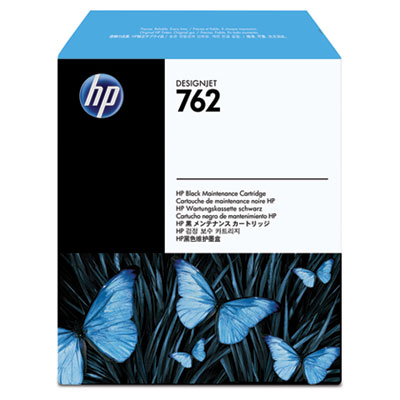 hp
DESIGNJET
762
HP Black Maintenance Cartridge
Cartouche de maintenance noire HP
HP Wartungskassette schwarz
Cartucho negro de mantenimiento HP
HP 黒 メンテナンス カートリッジ
HP 검정 보수 카트리지
HP黑色维护墨盒